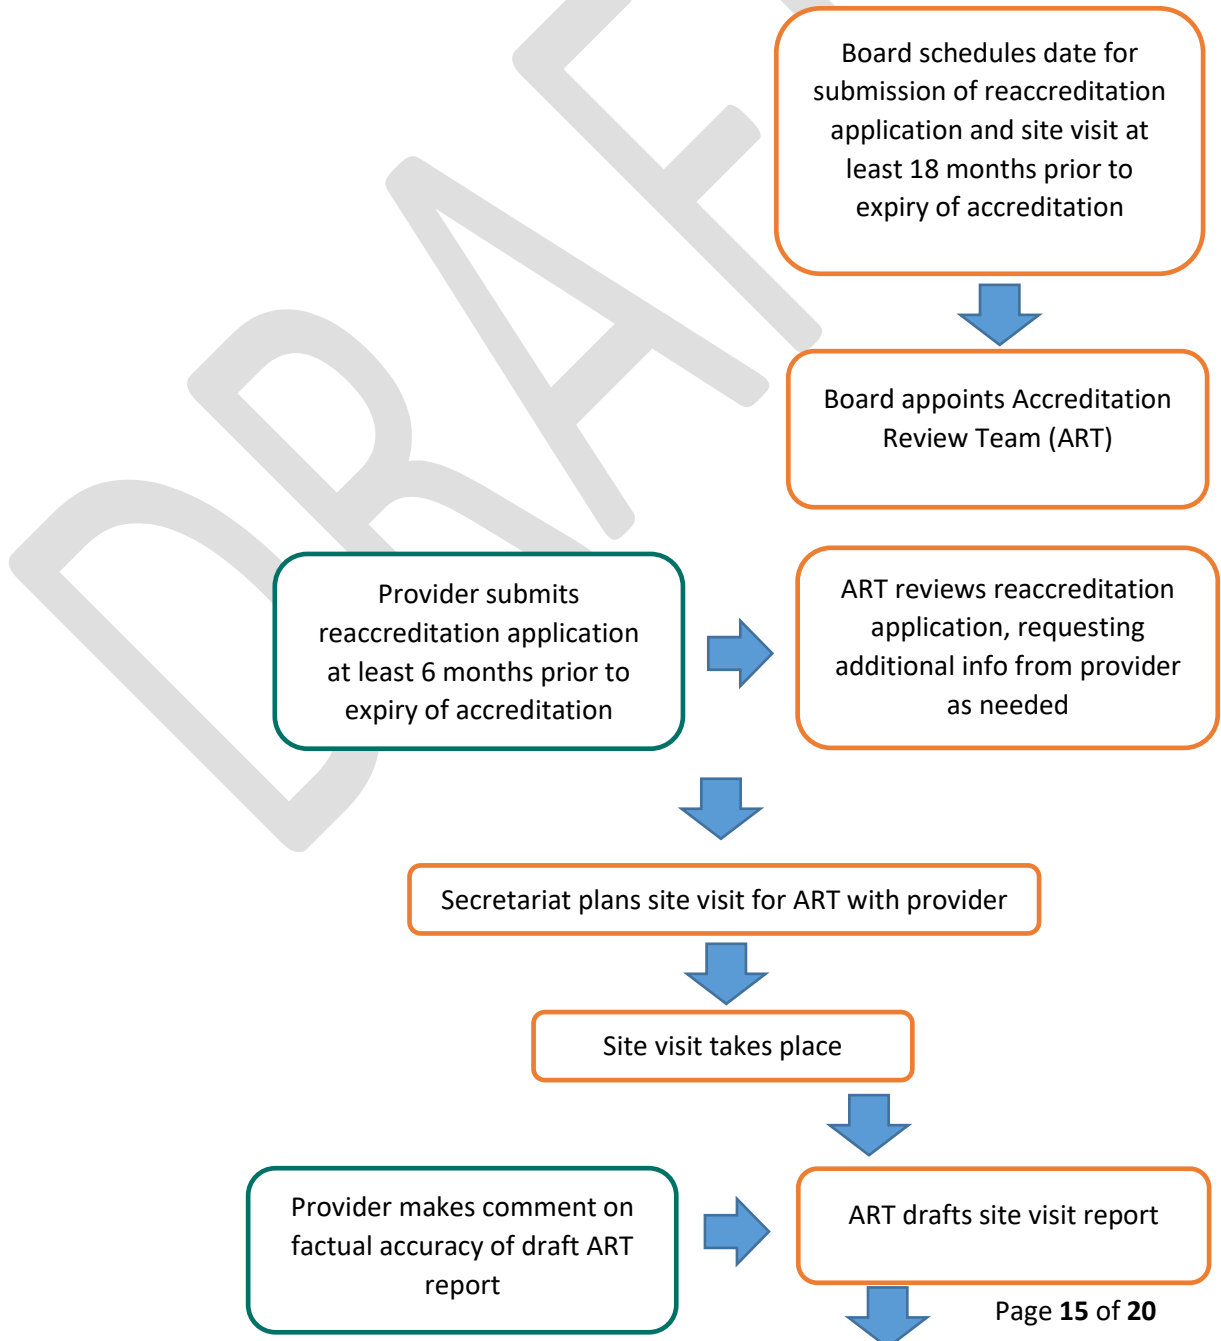 Board schedules date for
submission of reaccreditation
application and site visit at
least 18 months prior to
expiry of accreditation
Board appoints Accreditation
Review Team (ART)
Provider submits
reaccreditation application
at least 6 months prior to
expiry of accreditation
ART reviews reaccreditation
application, requesting
additional info from provider
as needed
Secretariat plans site visit for ART with provider
Site visit takes place
Provider makes comment on
factual accuracy of draft ART
report
ART drafts site visit report
Page 15 of 20
DRAF